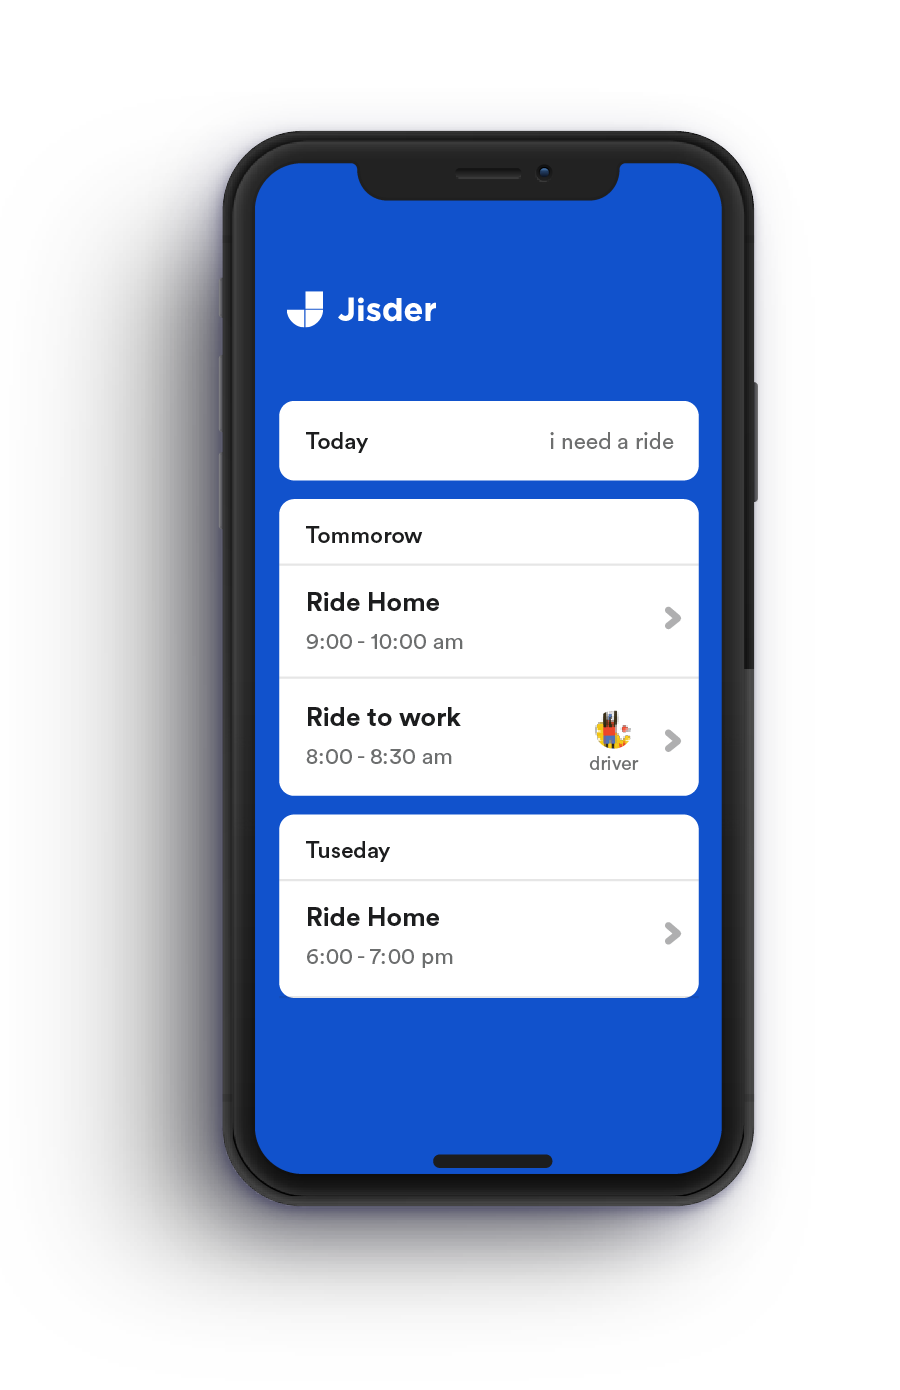 Jisder
Today i need a ride
Tommorow
Ride Home
9:00 - 10:00 am
Ride to work
8:00 - 8:30 am
driver
Tuseday
Ride Home
6:00 - 7:00 pm